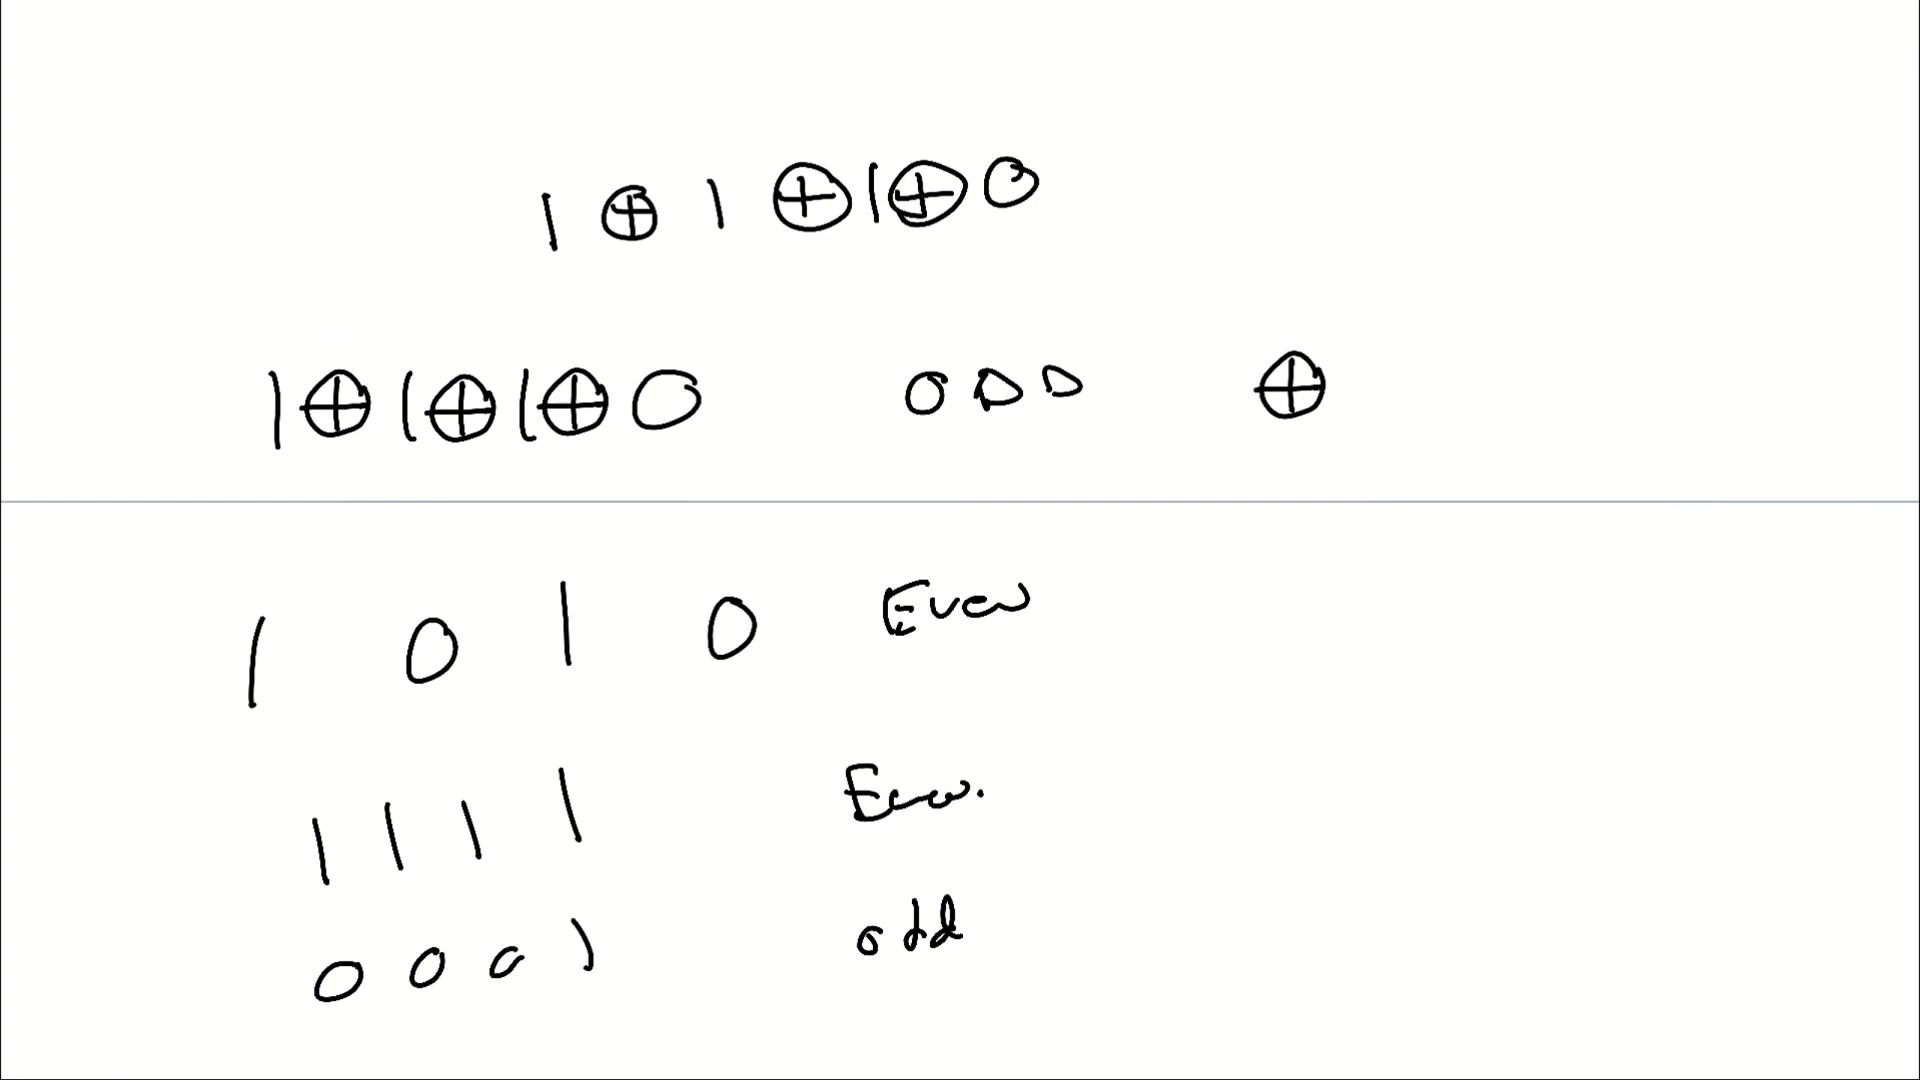 1 ⊕ 1 ⊕ 1 ⊕ 0
1 ⊕ 1 ⊕ 1 ⊕ 0 ODD ⊕
1 0 1 0 Even
1 1 1 1 Even.
0 0 0 1 odd